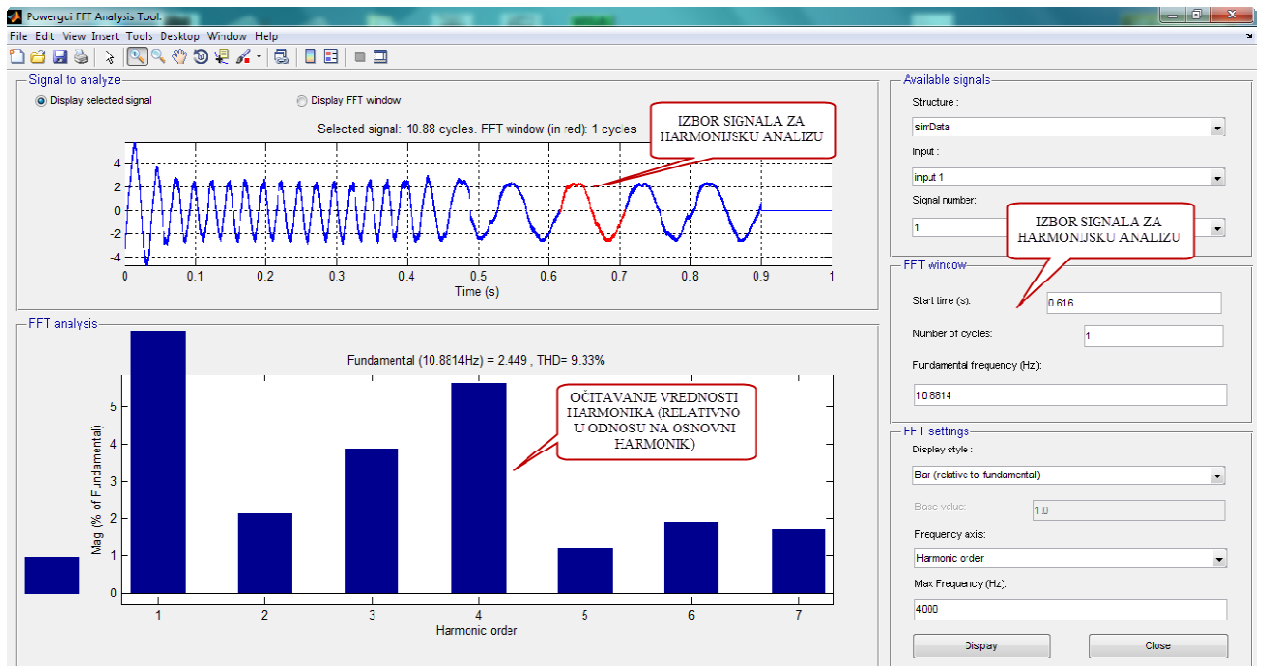 Powergui FFT Analysis Tool.
File Edit View Insert Tools Desktop Window Help
Signal to analyze
Display selected signal
Display FFT window
Selected signal: 10.88 cycles. FFT window (in red): 1 cycles
IZBOR SIGNALA ZA
HARMONIJSKU ANALIZU
4
2
0
-2
-4
0 0.1 0.2 0.3 0.4 0.5 0.6 0.7 0.8 0.9 1
Time (s)
FFT analysis
Fundamental (10.8814Hz) = 2.449 , THD= 9.33%
OČITAVANJE VREDNOSTI
HARMONIKA (RELATIVNO
U ODNOSU NA OSNOVNI
HARMONIK)
Mag (% of Fundamental)
5
4
3
2
1
0
1 2 3 4 5 6 7
Harmonic order
Available signals
Structure :
simData
Input :
input 1
Signal number:
1
IZBOR SIGNALA ZA
HARMONIJSKU ANALIZU
FFT window
Start time (s):
0.616
Number of cycles:
1
Fundamental frequency (Hz):
10.8814
FFT settings
Display style :
Bar (relative to fundamental)
Base value:
1.0
Frequency axis:
Harmonic order
Max Frequency (Hz):
4000
Display
Close